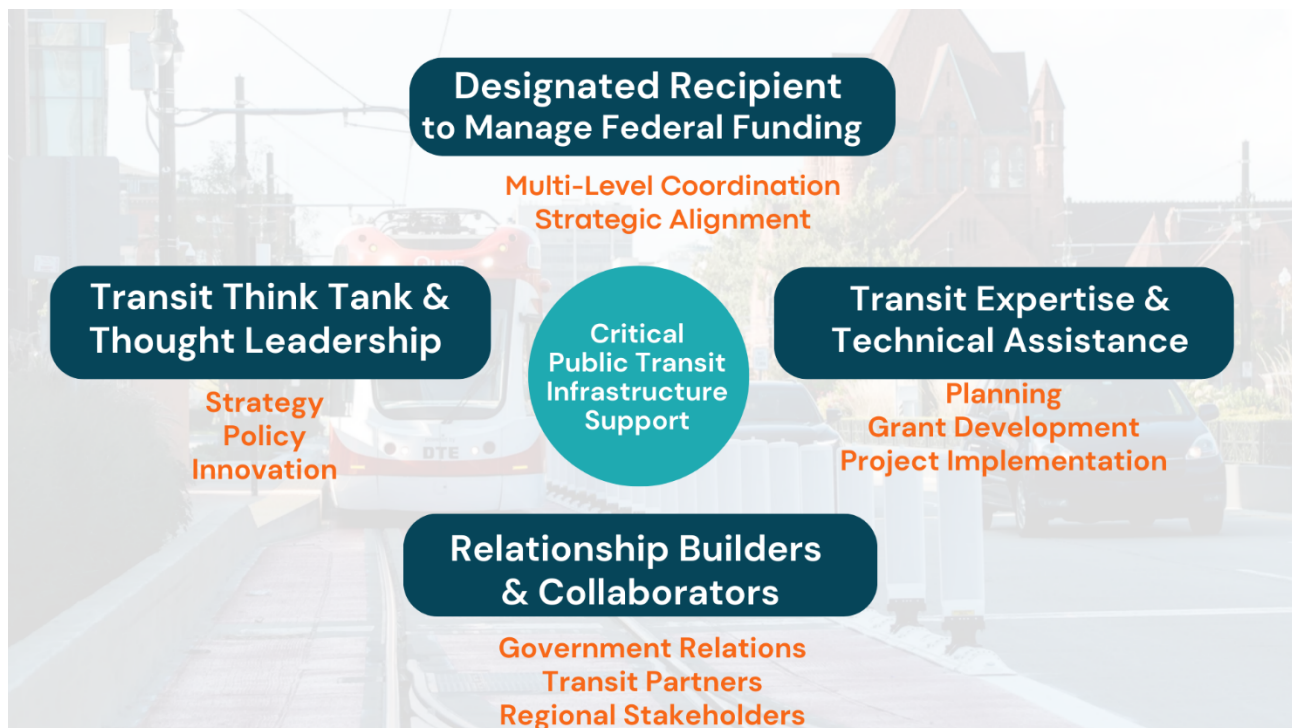 Designated Recipient
to Manage Federal Funding
Multi-Level Coordination
Strategic Alignment
Transit Think Tank &
Thought Leadership
Strategy
Policy
Innovation
Critical
Public Transit
Infrastructure
Support
Transit Expertise &
Technical Assistance
Planning
Grant Development
Project Implementation
Relationship Builders
& Collaborators
Government Relations
Transit Partners
Regional Stakeholders
QLINE
DTE